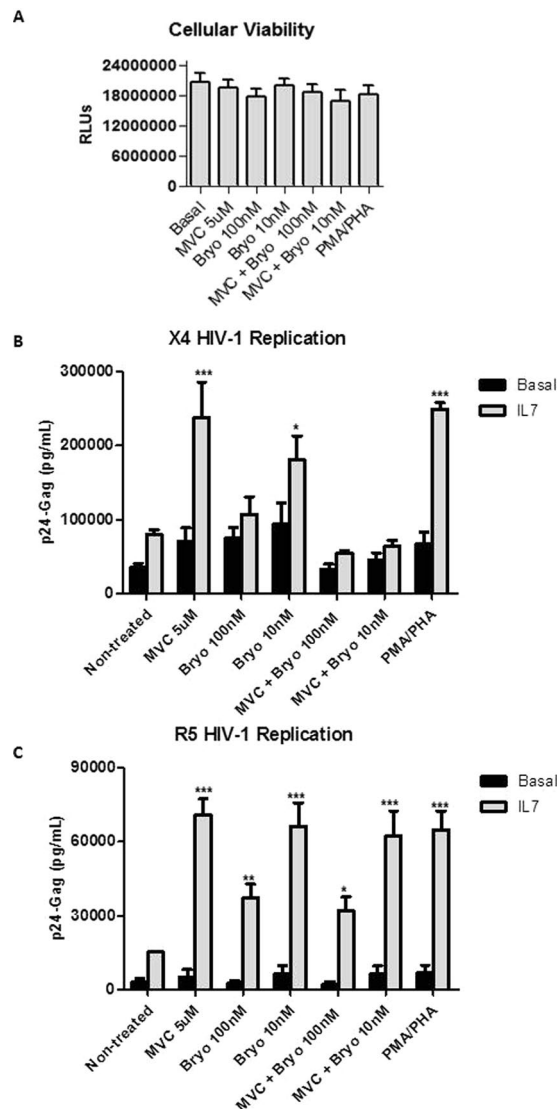 A
Cellular Viability
RLUs
24000000
18000000
12000000
6000000
0
Basal
MVC 5uM
Bryo 100nM
Bryo 10nM
MVC + Bryo 100nM
MVC + Bryo 10nM
PMA/PHA
B
X4 HIV-1 Replication
p24-Gag (pg/mL)
300000
200000
100000
0
***
*
***
Basal
IL7
Non-treated
MVC 5uM
Bryo 100nM
Bryo 10nM
MVC + Bryo 100nM
MVC + Bryo 10nM
PMA/PHA
C
R5 HIV-1 Replication
p24-Gag (pg/mL)
90000
60000
30000
0
***
**
***
*
***
***
Basal
IL7
Non-treated
MVC 5uM
Bryo 100nM
Bryo 10nM
MVC + Bryo 100nM
MVC + Bryo 10nM
PMA/PHA